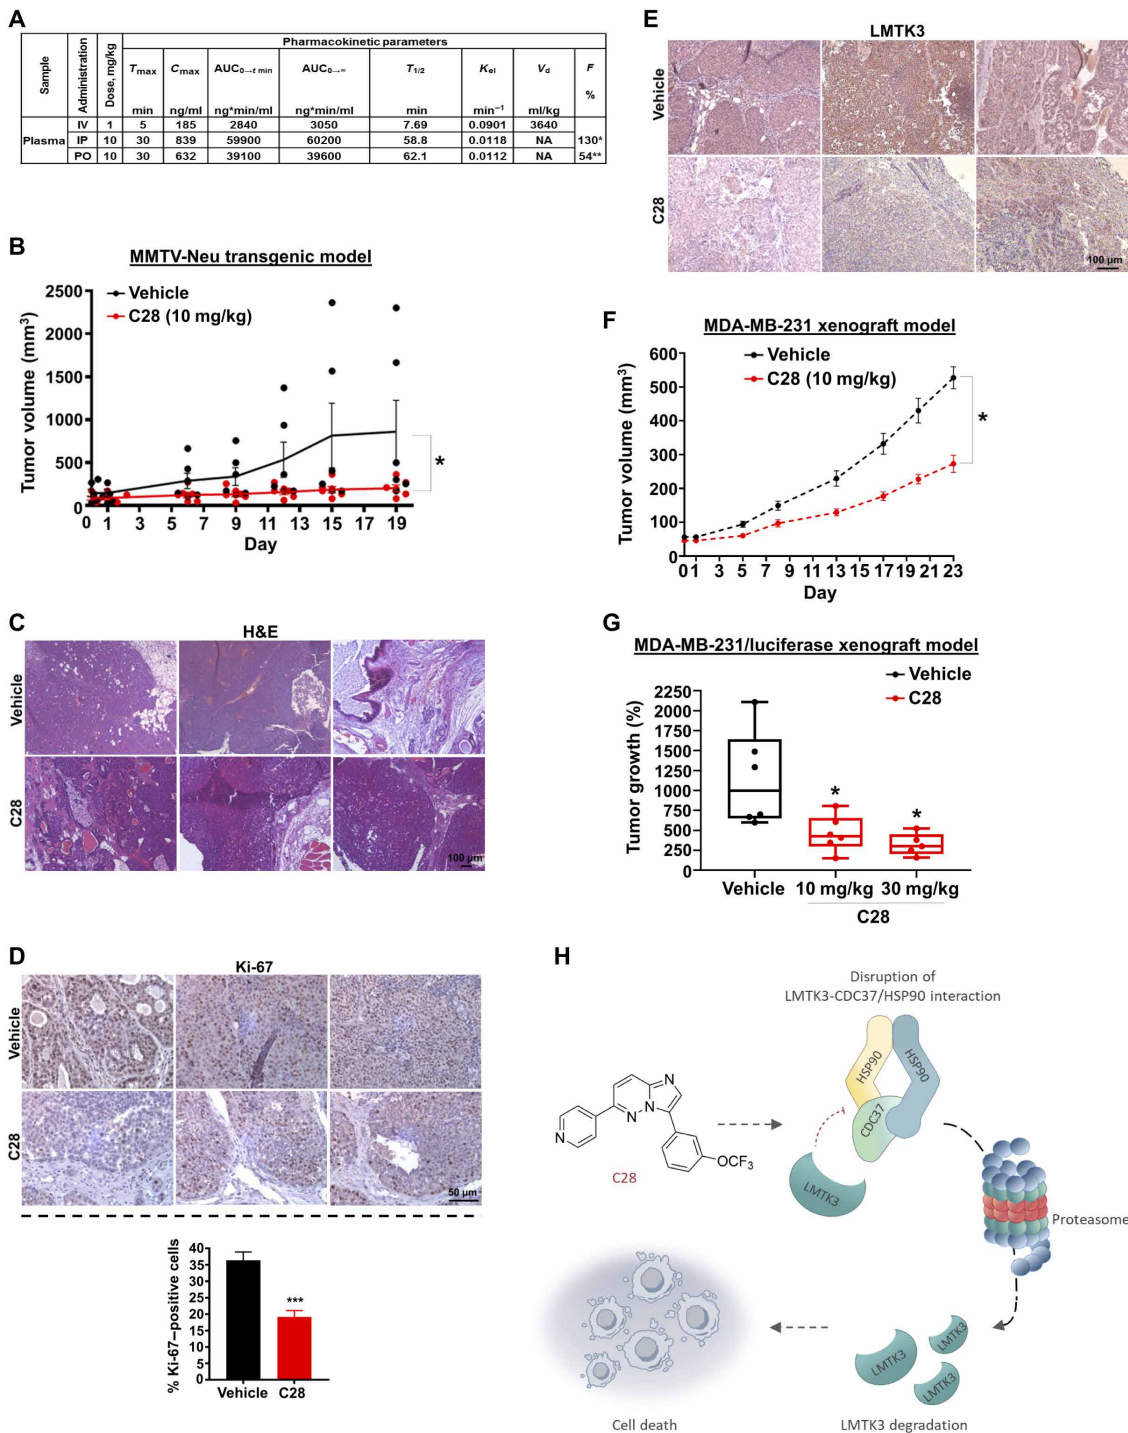 A
Sample
Administration
Dose, mg/kg
Pharmacokinetic parameters
Tmax Cmax AUC0→t min AUC0→∞ T1/2 Kel Vd F
%
min ng/ml ng*min/ml ng*min/ml min min−1 ml/kg
Plasma
IV 1 5 185 2840 3050 7.69 0.0901 3640
IP 10 30 839 59900 60200 58.8 0.0118 NA 130*
PO 10 30 632 39100 39600 62.1 0.0112 NA 54**
B
MMTV-Neu transgenic model
Vehicle
C28 (10 mg/kg)
Tumor volume (mm3)
2500
2000
1500
1000
500
0
0 1 3 5 7 9 11 13 15 17 19
Day
*
C
H&E
Vehicle
C28
100 µm
D
Ki-67
Vehicle
C28
50 µm
% Ki-67–positive cells
40
35
30
25
20
15
10
5
0
***
Vehicle C28
E
LMTK3
Vehicle
C28
100 µm
F
MDA-MB-231 xenograft model
Vehicle
C28 (10 mg/kg)
Tumor volume (mm3)
600
500
400
300
200
100
0
0 1 3 5 7 9 11 13 15 17 19 21 23
Day
*
G
MDA-MB-231/luciferase xenograft model
Vehicle
C28
Tumor growth (%)
2250
2000
1750
1500
1250
1000
750
500
250
0
*
*
Vehicle 10 mg/kg 30 mg/kg
C28
H
Disruption of
LMTK3-CDC37/HSP90 interaction
HSP90
HSP90
CDC37
LMTK3
N
N
N
N
OCF3
C28
Proteasome
LMTK3
LMTK3
LMTK3
Cell death
LMTK3 degradation